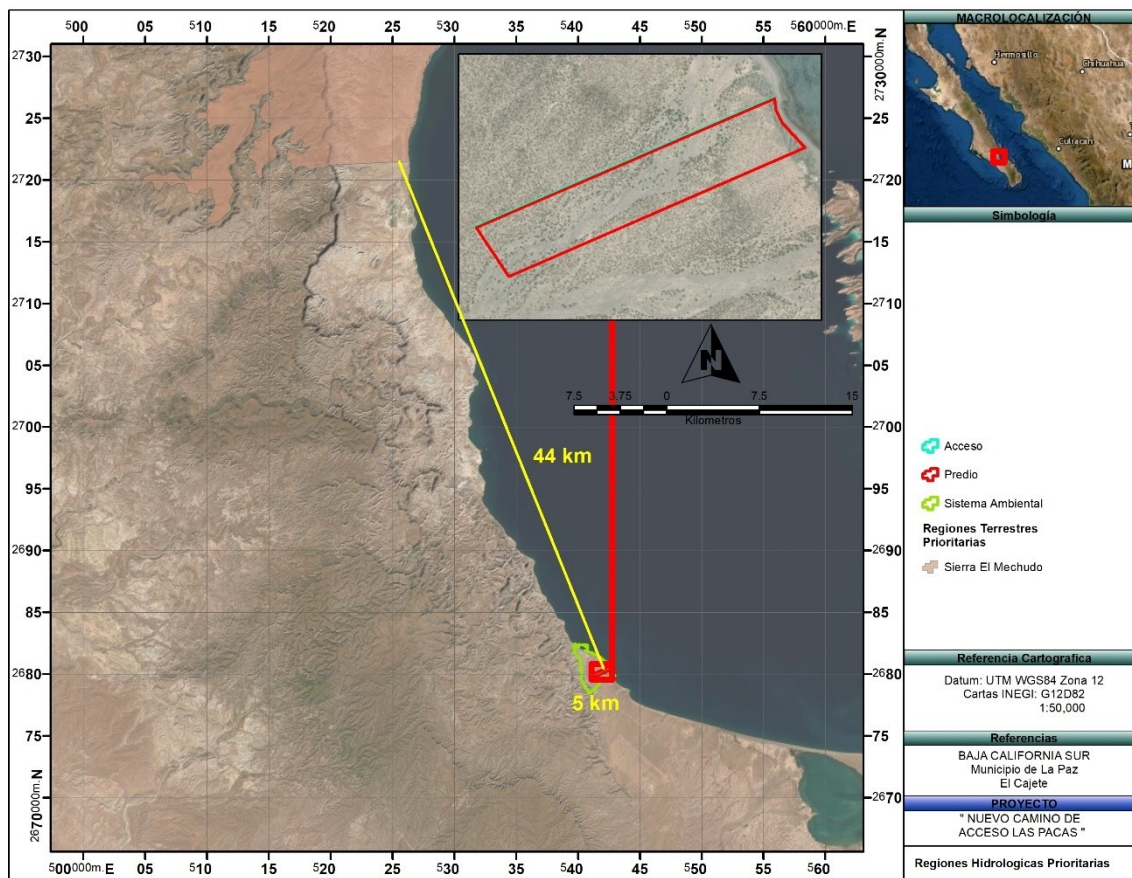 500000m.E
05
510
15
520
25
530
35
540
45
550
55
560000m.E
2730
25
2720
15
2710
05
2700
95
2690
85
2680
75
2670000m.N
2730000m.N
25
2720
15
2710
05
2700
95
2690
85
2680
75
2670
500000m.E
05
510
15
520
25
530
35
540
45
550
55
560
N
7.5
3.75
0
7.5
15
Kilometros
44 km
5 km
MACROLOCALIZACIÓN
Hermosillo
Chihuahua
Culiacan
M
Simbología
Acceso
Predio
Sistema Ambiental
Regiones Terrestres
Prioritarias
Sierra El Mechudo
Referencia Cartografica
Datum: UTM WGS84 Zona 12
Cartas INEGI: G12D82
1:50,000
Referencias
BAJA CALIFORNIA SUR
Municipio de La Paz
El Cajete
PROYECTO
" NUEVO CAMINO DE
ACCESO LAS PACAS "
Regiones Hidrologicas Prioritarias